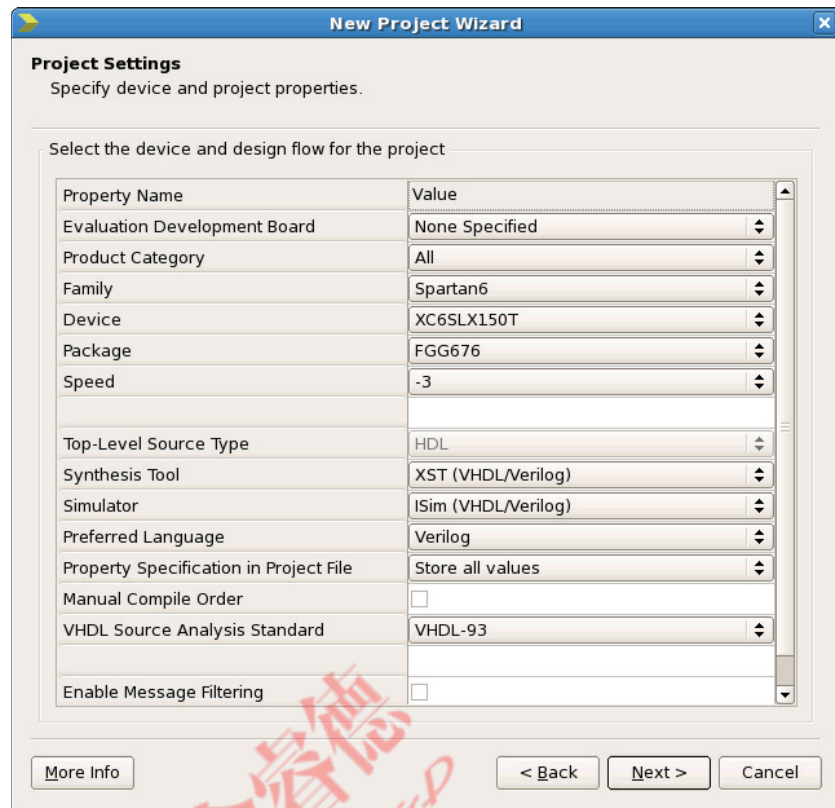 New Project Wizard
Project Settings
Specify device and project properties.
Select the device and design flow for the project
Property Name Value
Evaluation Development Board None Specified
Product Category All
Family Spartan6
Device XC6SLX150T
Package FGG676
Speed -3
Top-Level Source Type HDL
Synthesis Tool XST (VHDL/Verilog)
Simulator ISim (VHDL/Verilog)
Preferred Language Verilog
Property Specification in Project File Store all values
Manual Compile Order
VHDL Source Analysis Standard VHDL-93
Enable Message Filtering
More Info < Back Next > Cancel
睿德